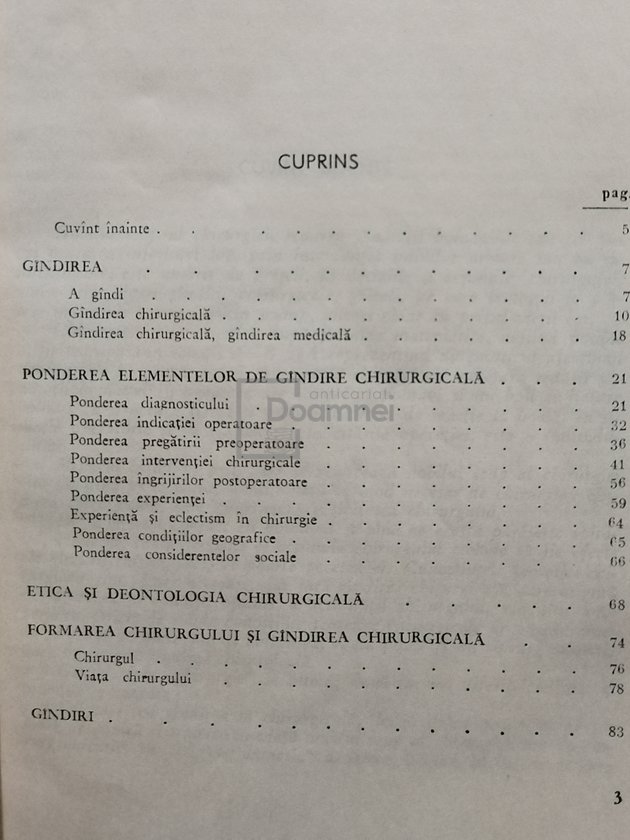 CUPRINS
pag.
Cuvînt înainte . . . . . . . . . . 5
GÎNDIREA . . . . . . . . . . 7
A gîndi . . . . . . . . . . 7
Gîndirea chirurgicală . . . . . . . . . 10
Gîndirea chirurgicală, gîndirea medicală . . . . . . 18
PONDEREA ELEMENTELOR DE GÎNDIRE CHIRURGICALĂ . . . 21
Ponderea diagnosticului . . . . . . . . 21
anticariat
Doamnei
Ponderea indicației operatoare . . . . . . . 32
Ponderea pregătirii preoperatoare . . . . . . 36
Ponderea intervenției chirurgicale . . . . . . 41
Ponderea îngrijirilor postoperatoare . . . . . . 56
Ponderea experienței . . . . . . . . . 59
Experiență și eclectism în chirurgie . . . . . . . 64
Ponderea condițiilor geografice . . . . . . . 65
Ponderea considerentelor sociale . . . . . . 66
ETICA ȘI DEONTOLOGIA CHIRURGICALĂ . . . . . 68
FORMAREA CHIRURGULUI ȘI GÎNDIREA CHIRURGICALĂ . . 74
Chirurgul . . . . . . . . . . 76
Viața chirurgului . . . . . . . . . 78
GÎNDIRI . . . . . . . . . . . 83
3